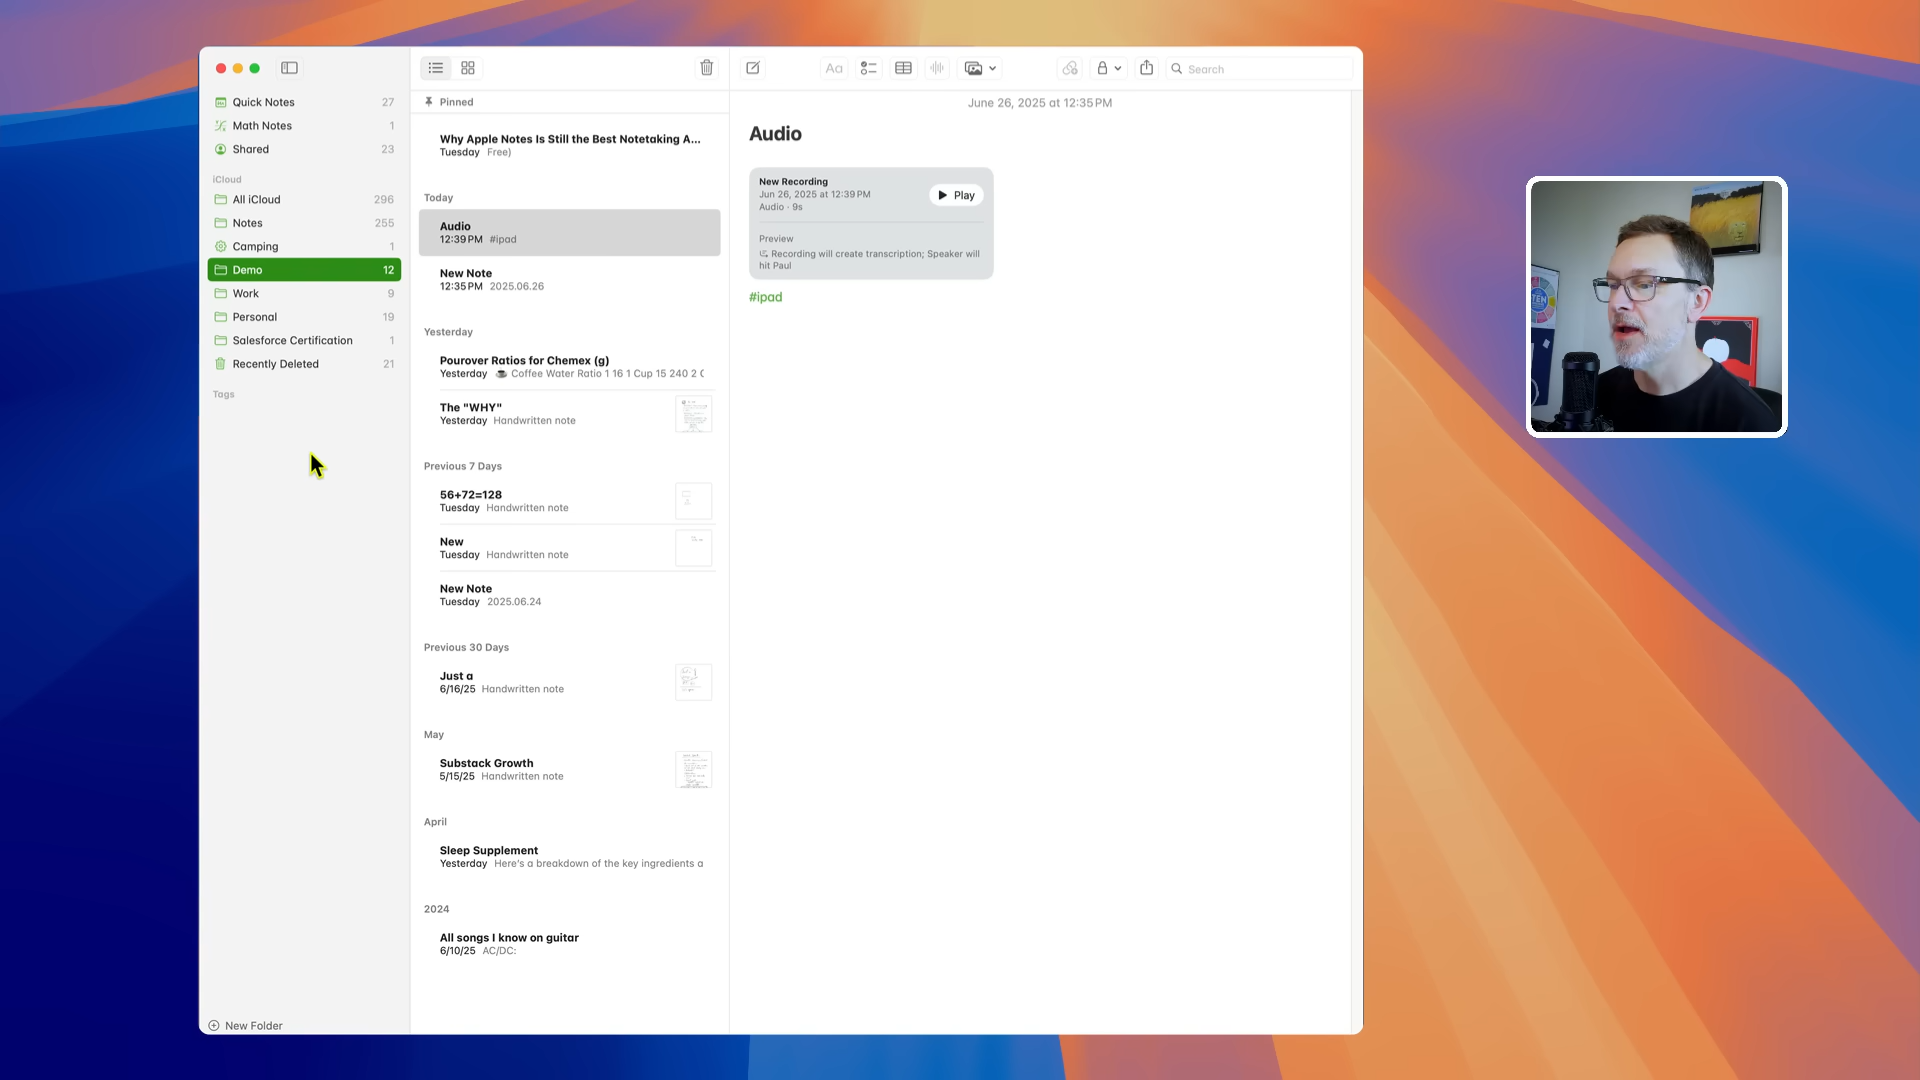 Quick Notes 27
Math Notes 1
Shared 23
iCloud
All iCloud 296
Notes 255
Camping 1
Demo 12
Work 9
Personal 19
Salesforce Certification 1
Recently Deleted 21
Tags
New Folder
Pinned
Why Apple Notes Is Still the Best Notetaking A...
Tuesday Free)
Today
Audio
12:39 PM #ipad
New Note
12:35 PM 2025.06.26
Yesterday
Pourover Ratios for Chemex (g)
Yesterday ☕ Coffee Water Ratio 1 16 1 Cup 15 240 2 C
The "WHY"
Yesterday Handwritten note
Previous 7 Days
56+72=128
Tuesday Handwritten note
New
Tuesday Handwritten note
New Note
Tuesday 2025.06.24
Previous 30 Days
Just a
6/16/25 Handwritten note
May
Substack Growth
5/15/25 Handwritten note
April
Sleep Supplement
Yesterday Here's a breakdown of the key ingredients a
2024
All songs I know on guitar
6/10/25 AC/DC:
Aa
Search
June 26, 2025 at 12:35 PM
Audio
New Recording
Jun 26, 2025 at 12:39 PM
Audio · 9s
Play
Preview
Recording will create transcription; Speaker will
hit Paul
#ipad